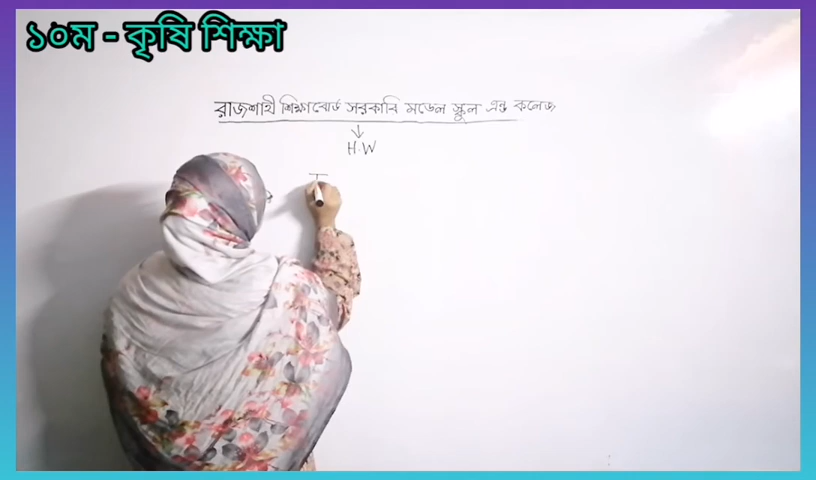 ১০ম - কৃষি শিক্ষা
রাজশাহী শিক্ষাবোর্ড সরকারি মডেল স্কুল এন্ড কলেজ
H.W